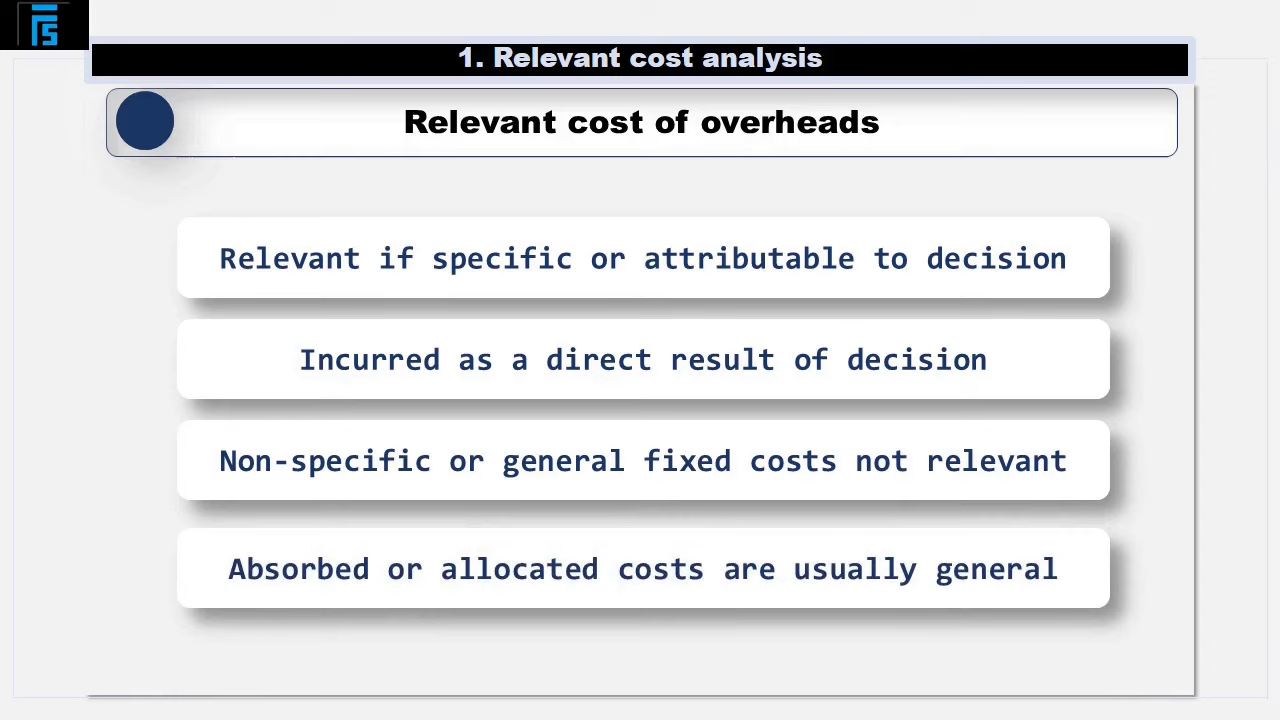 1. Relevant cost analysis
Relevant cost of overheads
Relevant if specific or attributable to decision
Incurred as a direct result of decision
Non-specific or general fixed costs not relevant
Absorbed or allocated costs are usually general